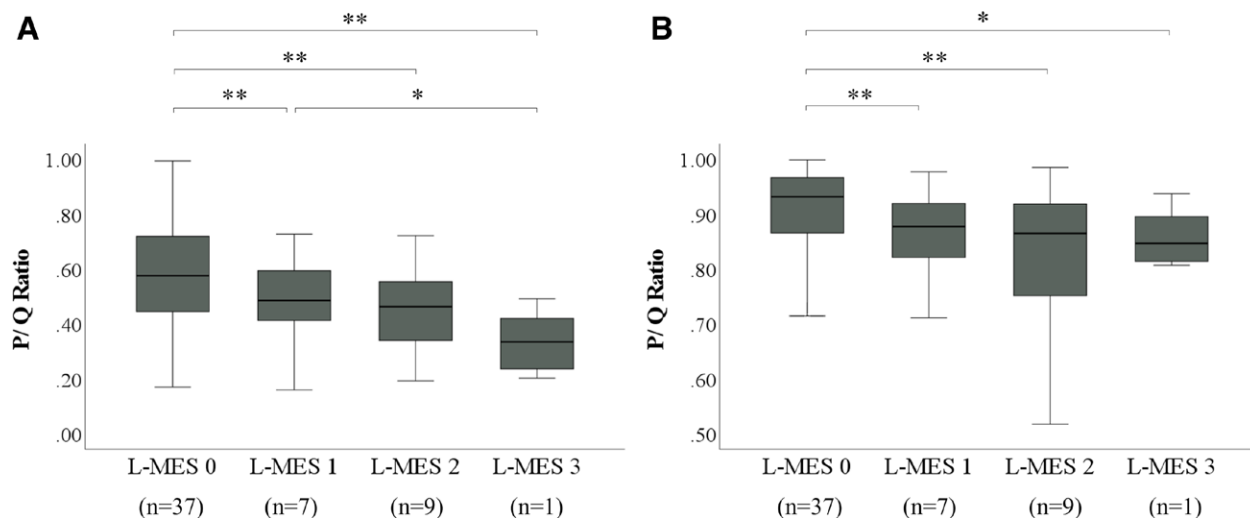 A
**
**
**
*
P/ Q Ratio
1.00
.80
.60
.40
.20
.00
L-MES 0 L-MES 1 L-MES 2 L-MES 3
(n=37) (n=7) (n=9) (n=1)
B
*
**
**
P/ Q Ratio
1.00
.90
.80
.70
.60
.50
L-MES 0 L-MES 1 L-MES 2 L-MES 3
(n=37) (n=7) (n=9) (n=1)